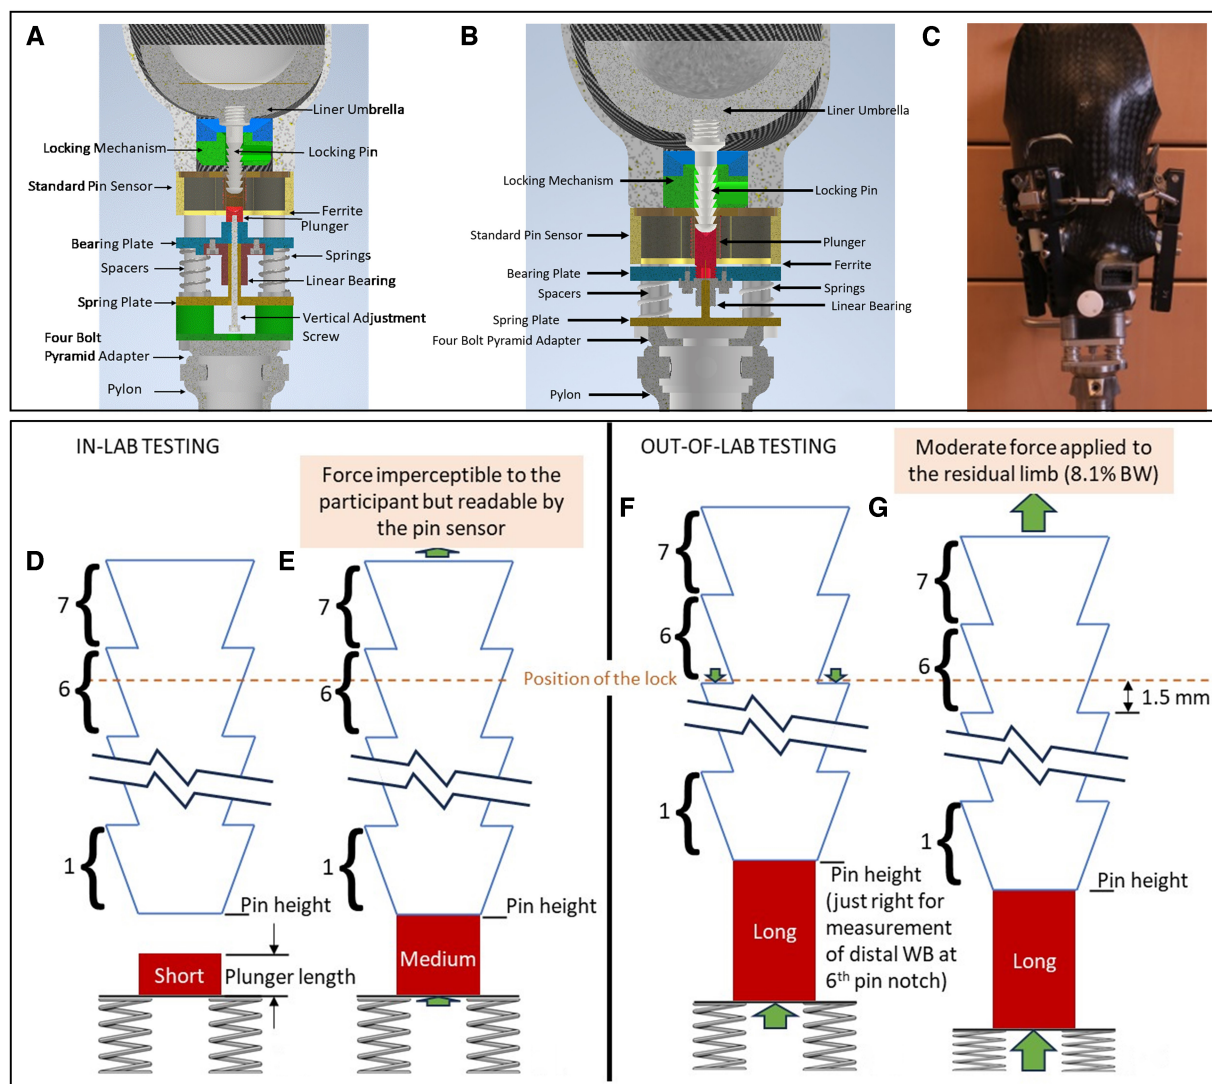 A
Liner Umbrella
Locking Mechanism
Locking Pin
Standard Pin Sensor
Ferrite
Plunger
Bearing Plate
Springs
Spacers
Linear Bearing
Spring Plate
Vertical Adjustment
Screw
Four Bolt
Pyramid Adapter
Pylon
B
Liner Umbrella
Locking Mechanism
Locking Pin
Standard Pin Sensor
Plunger
Ferrite
Bearing Plate
Springs
Spacers
Linear Bearing
Spring Plate
Four Bolt Pyramid Adapter
Pylon
C
IN-LAB TESTING
Force imperceptible to the
participant but readable by
the pin sensor
D
7
6
1
Pin height
Short
Plunger length
E
7
6
1
Pin height
Medium
Position of the lock
OUT-OF-LAB TESTING
Moderate force applied to
the residual limb (8.1% BW)
F
7
6
1
Pin height
(just right for
measurement
of distal WB at
6th pin notch)
Long
G
7
6
1.5 mm
1
Pin height
Long